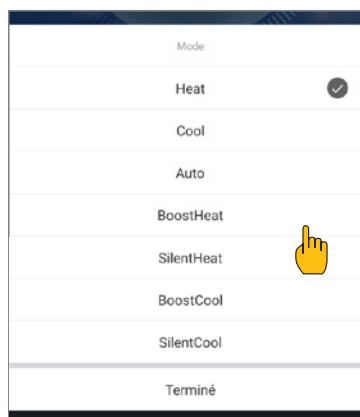 Mode
Heat
Cool
Auto
BoostHeat
SilentHeat
BoostCool
SilentCool
Terminé